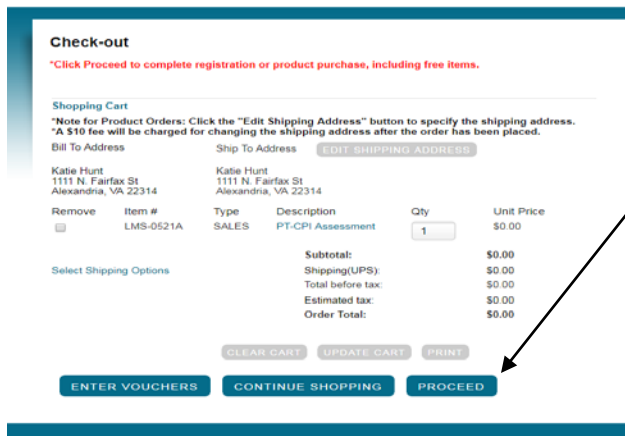 Check-out
*Click Proceed to complete registration or product purchase, including free items.
Shopping Cart
*Note for Product Orders: Click the "Edit Shipping Address" button to specify the shipping address.
*A $10 fee will be charged for changing the shipping address after the order has been placed.
Bill To Address Ship To Address EDIT SHIPPING ADDRESS
Katie Hunt Katie Hunt
1111 N. Fairfax St 1111 N. Fairfax St
Alexandria, VA 22314 Alexandria, VA 22314
Remove Item # Type Description Qty Unit Price
LMS-0521A SALES PT-CPI Assessment 1 $0.00
Subtotal: $0.00
Select Shipping Options Shipping(UPS): $0.00
Total before tax: $0.00
Estimated tax: $0.00
Order Total: $0.00
CLEAR CART UPDATE CART PRINT
ENTER VOUCHERS CONTINUE SHOPPING PROCEED